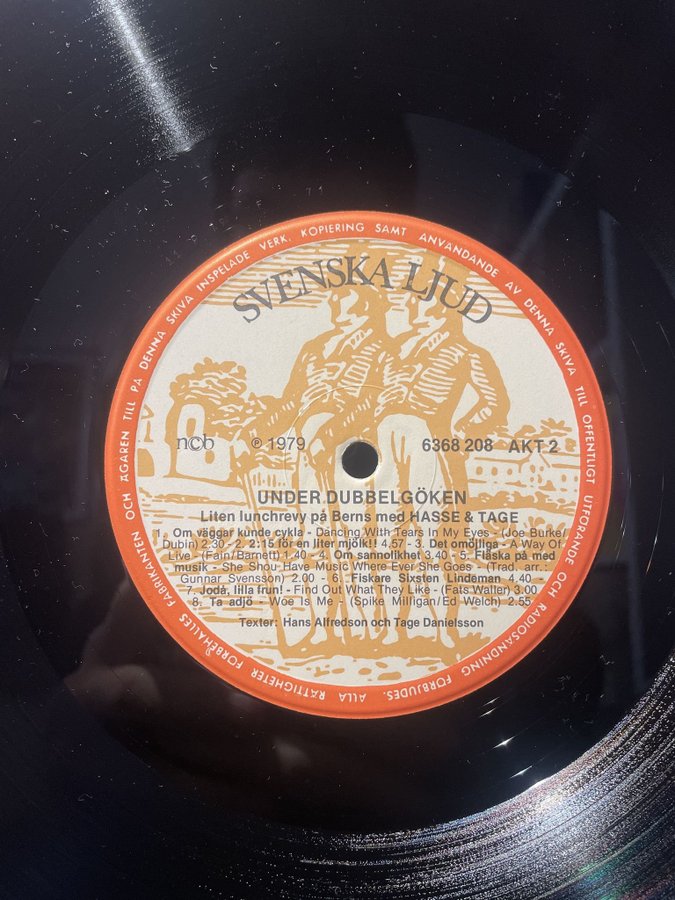 SVENSKA LJUD
ncb ℗ 1979 6368 208 AKT 2
UNDER DUBBELGÖKEN
Liten lunchrevy på Berns med HASSE & TAGE
1. Om väggar kunde cykla - Dancing With Tears In My Eyes - (Joe Burke/
Dubin) 2.30 - 2. 2:15 för en liter mjölk!! 4.57 - 3. Det omöjliga - A Way Of
Live - (Fain/Barnett) 1.40 - 4. Om sannolikhet 3.40 - 5. Fläska på med
musik - She Shou Have Music Where Ever She Goes - (Trad. arr.:
Gunnar Svensson) 2.00 - 6. Fiskare Sixsten Lindeman 4.40
7. Jodå, lilla frun! - Find Out What They Like - (Fats Waller) 3.00
8. Ta adjö - Woe Is Me - (Spike Milligan/Ed Welch) 2.55
Texter: Hans Alfredson och Tage Danielsson
ALLA RÄTTIGHETER FÖRBEHÅLLES FABRIKANTEN OCH ÄGAREN TILL PÅ DENNA SKIVA INSPELADE VERK. KOPIERING SAMT ANVÄNDANDE AV DENNA SKIVA TILL OFFENTLIGT UTFÖRANDE OCH RADIOSÄNDNING FÖRBJUDES.